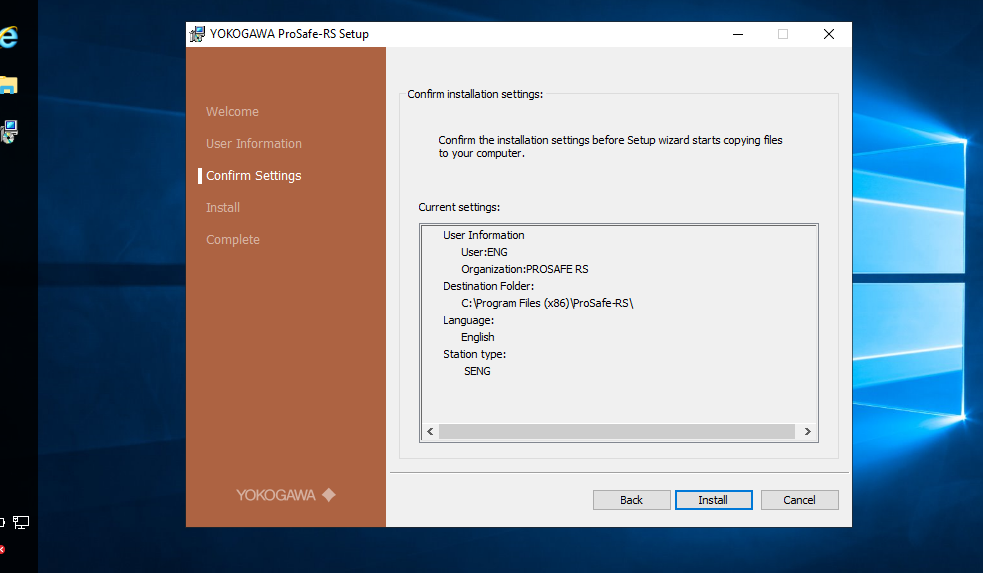 YOKOGAWA ProSafe-RS Setup
Welcome
User Information
Confirm Settings
Install
Complete
YOKOGAWA
Confirm installation settings:
Confirm the installation settings before Setup wizard starts copying files
to your computer.
Current settings:
User Information
User:ENG
Organization:PROSAFE RS
Destination Folder:
C:\Program Files (x86)\ProSafe-RS\
Language:
English
Station type:
SENG
Back
Install
Cancel